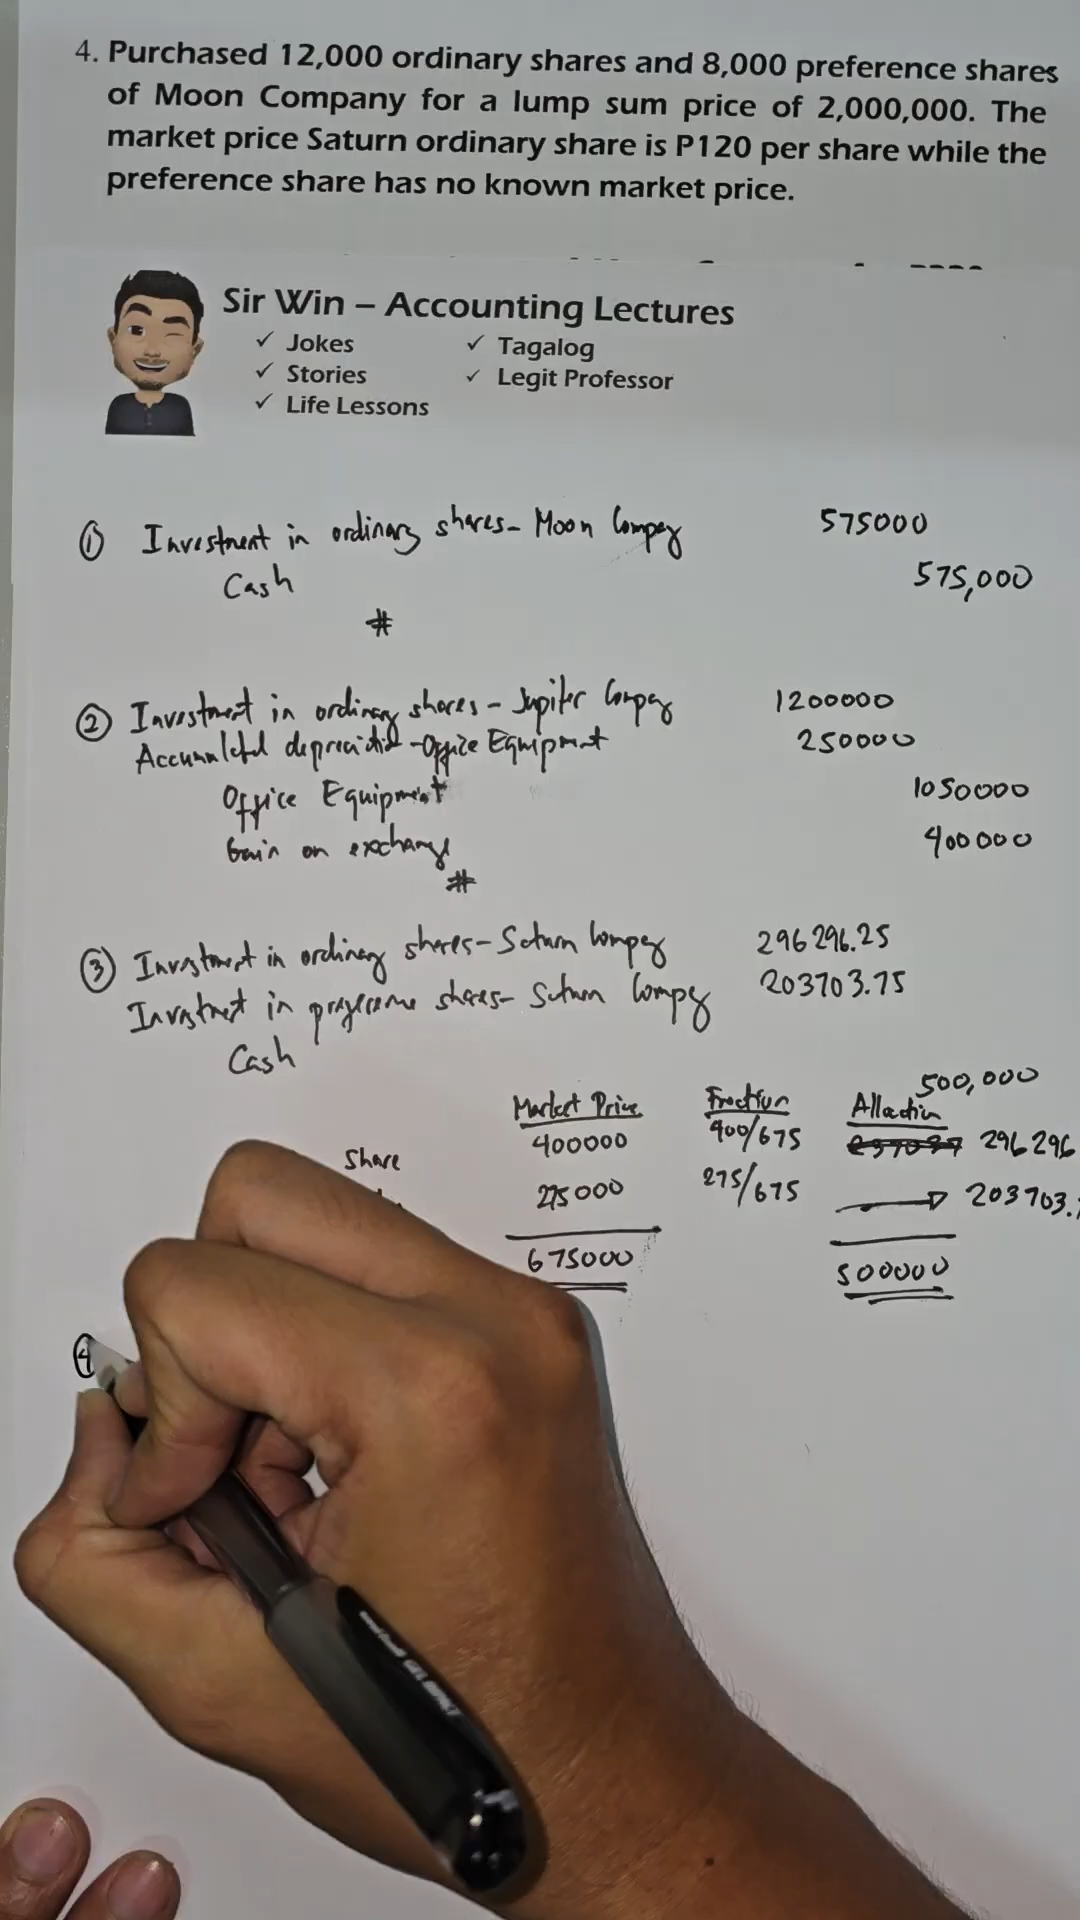 4. Purchased 12,000 ordinary shares and 8,000 preference shares
of Moon Company for a lump sum price of 2,000,000. The
market price Saturn ordinary share is P120 per share while the
preference share has no known market price.
Sir Win – Accounting Lectures
✓ Jokes ✓ Tagalog
✓ Stories ✓ Legit Professor
✓ Life Lessons
① Investment in ordinary shares - Moon Company 575000
Cash 575,000
#
② Investment in ordinary shares - Jupiter Company 1200000
Accumulated depreciation - Office Equipment 250000
Office Equipment 1050000
Gain on exchange 400000
#
③ Investment in ordinary shares - Saturn Company 296296.25
Investment in preference shares - Saturn Company 203703.75
Cash 500,000
Market Price Fraction Allocation
share 400000 400/675 296296
275000 275/675 203703.
675000 500000
④